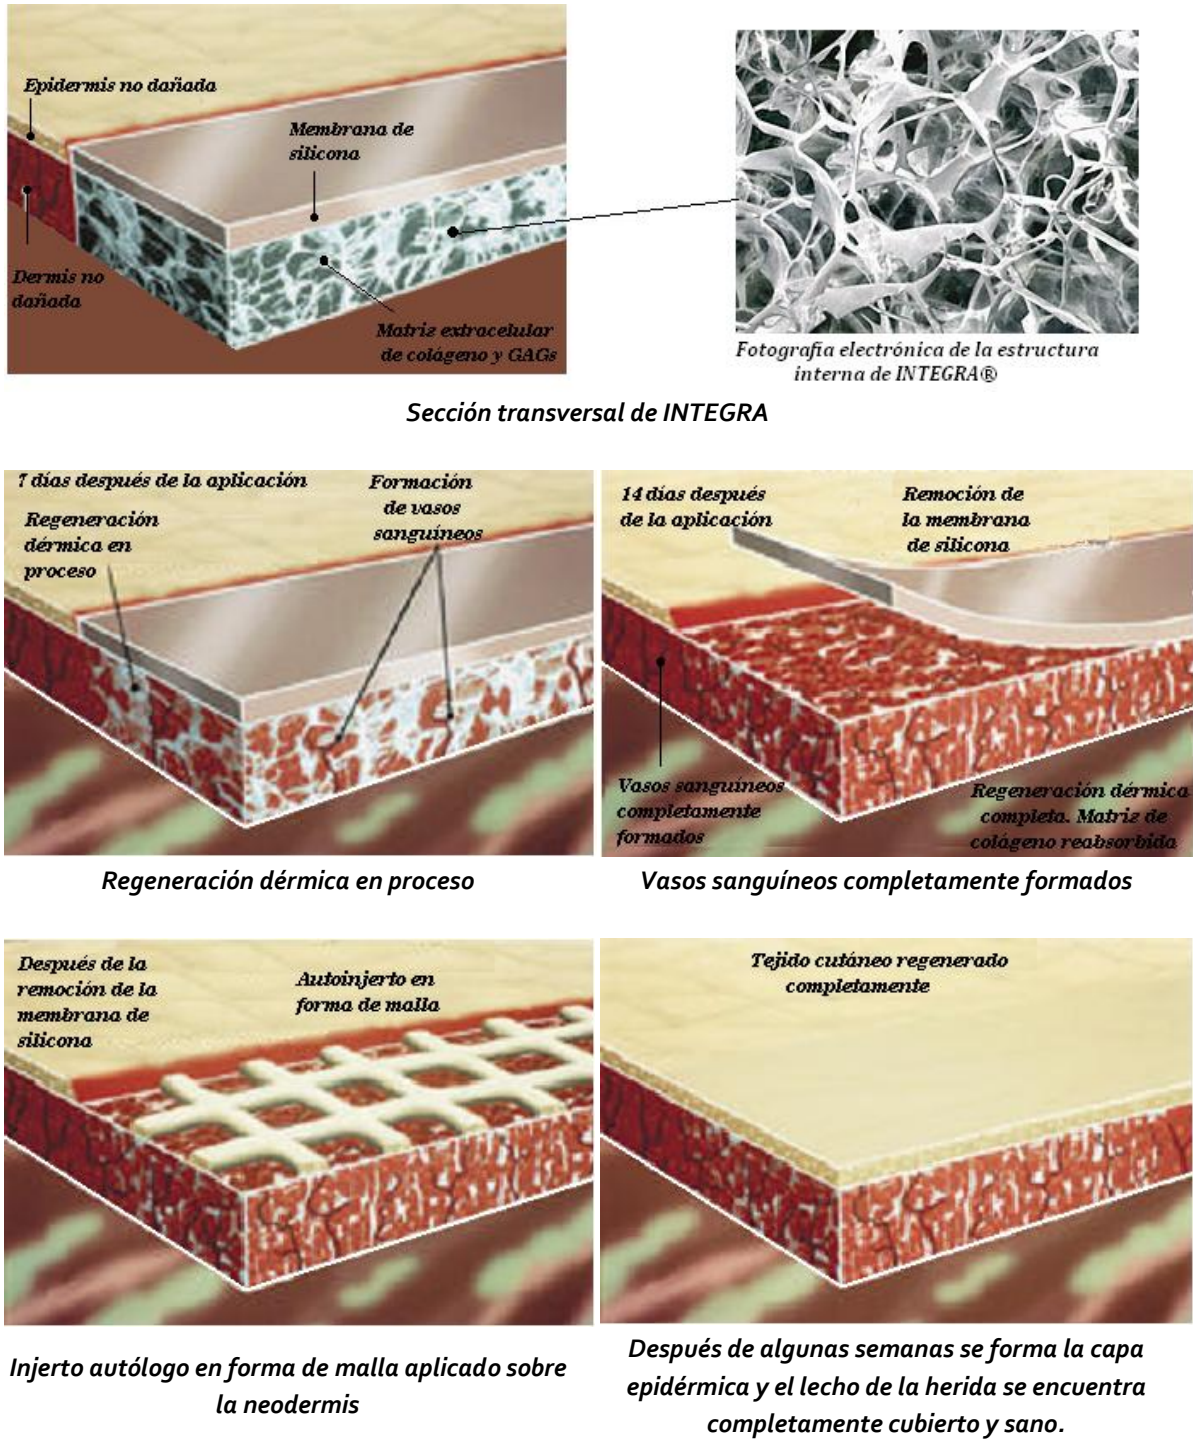 Epidermis no dañada
Membrana de
silicona
Dermis no
dañada
Matriz extracelular
de colágeno y GAGs
Fotografía electrónica de la estructura
interna de INTEGRA®
Sección transversal de INTEGRA
7 días después de la aplicación
Regeneración
dérmica en
proceso
Formación
de vasos
sanguíneos
14 días después
de la aplicación
Remoción de
la membrana
de silicona
Vasos sanguíneos
completamente
formados
Regeneración dérmica
completa. Matriz de
colágeno reabsorbida
Regeneración dérmica en proceso
Vasos sanguíneos completamente formados
Después de la
remoción de la
membrana de
silicona
Autoinjerto en
forma de malla
Tejido cutáneo regenerado
completamente
Injerto autólogo en forma de malla aplicado sobre
la neodermis
Después de algunas semanas se forma la capa
epidérmica y el lecho de la herida se encuentra
completamente cubierto y sano.